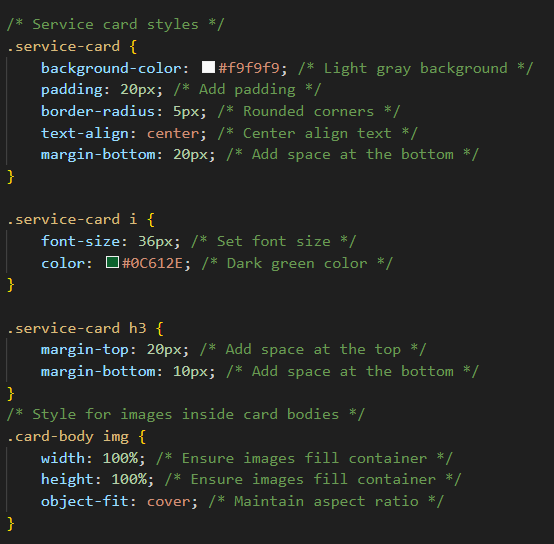 /* Service card styles */
.service-card {
    background-color: #f9f9f9; /* Light gray background */
    padding: 20px; /* Add padding */
    border-radius: 5px; /* Rounded corners */
    text-align: center; /* Center align text */
    margin-bottom: 20px; /* Add space at the bottom */
}

.service-card i {
    font-size: 36px; /* Set font size */
    color: #0C612E; /* Dark green color */
}

.service-card h3 {
    margin-top: 20px; /* Add space at the top */
    margin-bottom: 10px; /* Add space at the bottom */
}
/* Style for images inside card bodies */
.card-body img {
    width: 100%; /* Ensure images fill container */
    height: 100%; /* Ensure images fill container */
    object-fit: cover; /* Maintain aspect ratio */
}